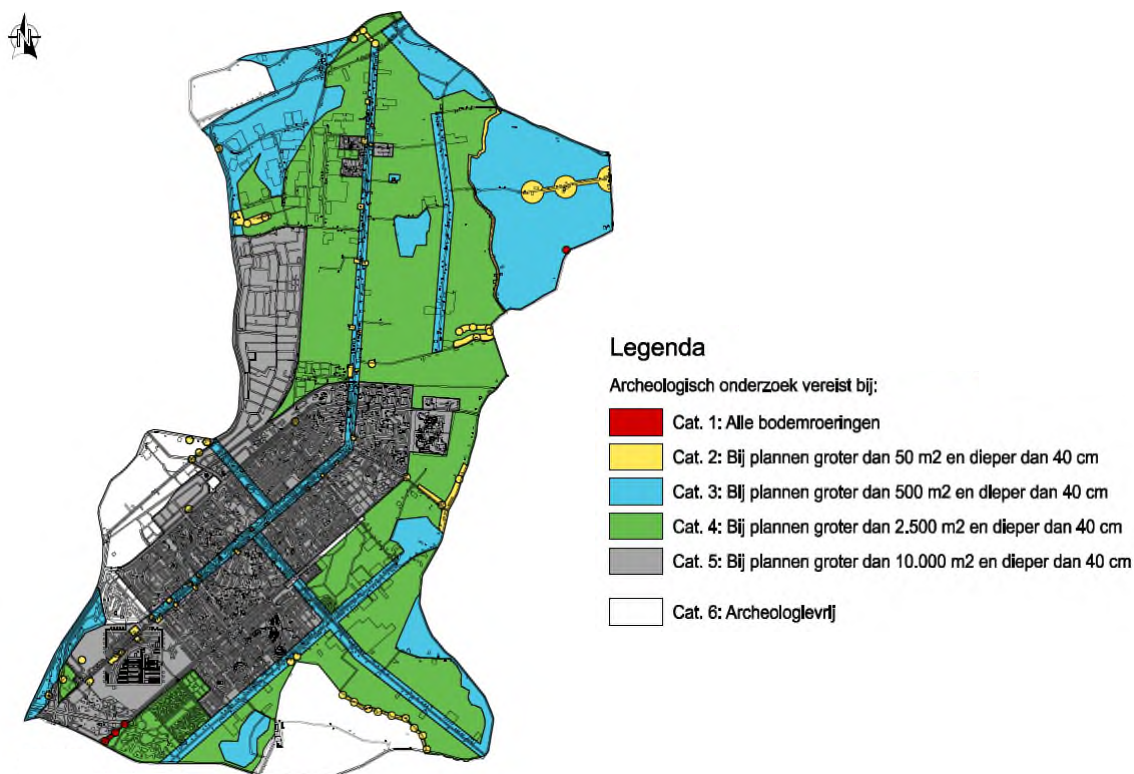 N
Legenda
Archeologisch onderzoek vereist bij:
Cat. 1: Alle bodemroeringen
Cat. 2: Bij plannen groter dan 50 m2 en dieper dan 40 cm
Cat. 3: Bij plannen groter dan 500 m2 en dieper dan 40 cm
Cat. 4: Bij plannen groter dan 2.500 m2 en dieper dan 40 cm
Cat. 5: Bij plannen groter dan 10.000 m2 en dieper dan 40 cm
Cat. 6: Archeologievrij